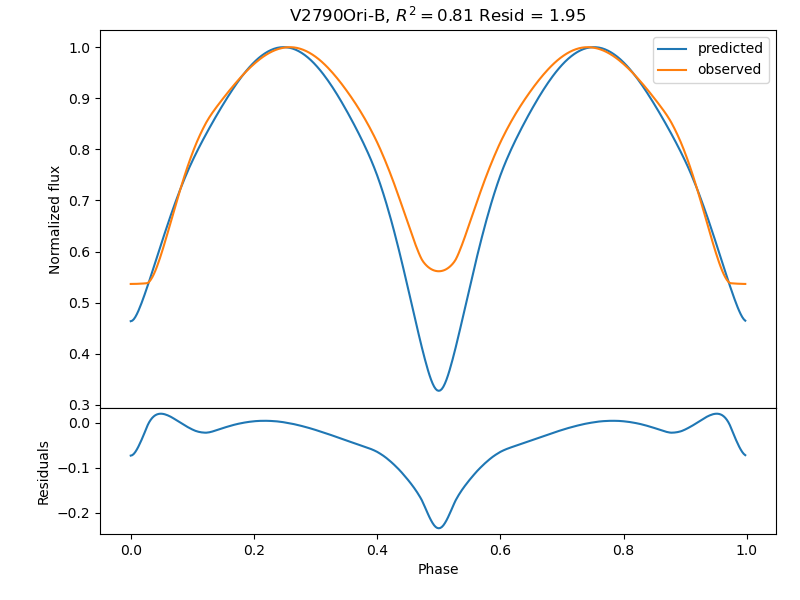 V2790Ori-B, R² = 0.81 Resid = 1.95
predicted
observed
Normalized flux
1.0
0.9
0.8
0.7
0.6
0.5
0.4
0.3
Residuals
0.0
−0.1
−0.2
0.0 0.2 0.4 0.6 0.8 1.0
Phase